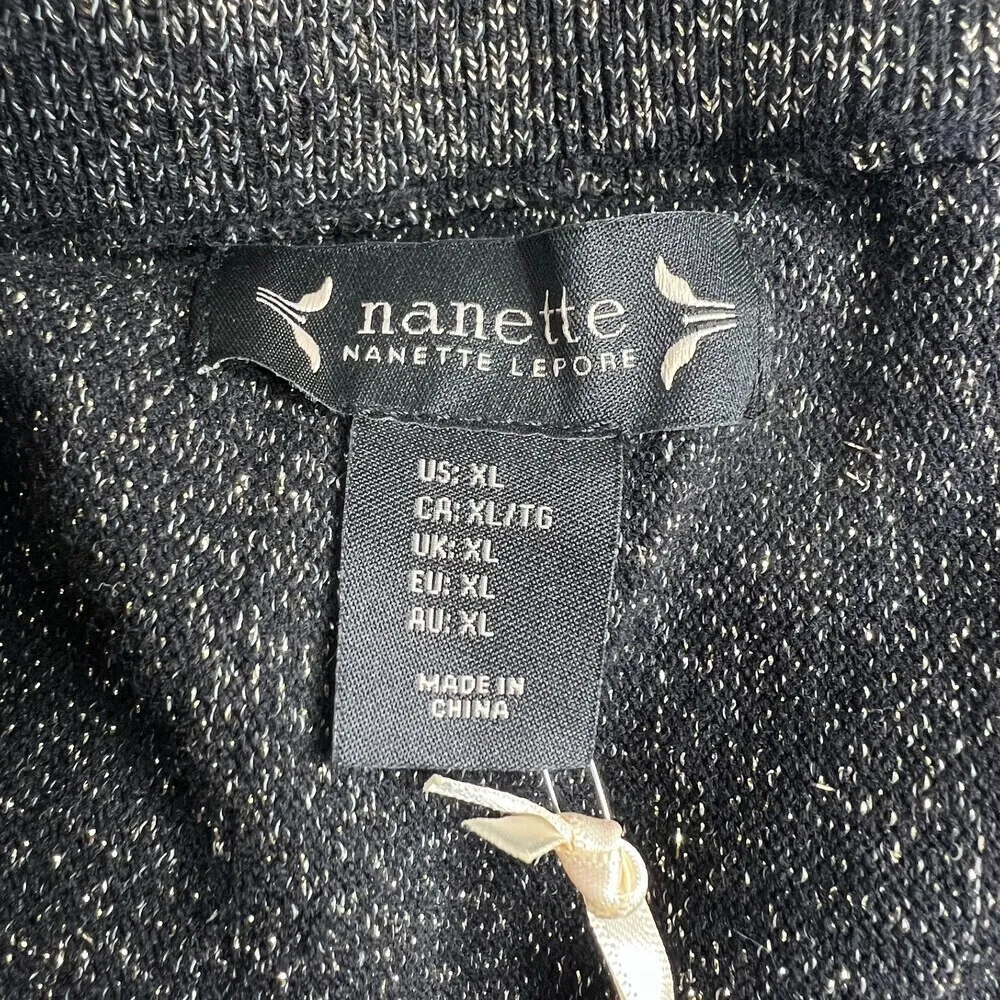 nanette
NANETTE LEPORE
US: XL
CA: XL/TG
UK: XL
EU: XL
AU: XL
MADE IN
CHINA